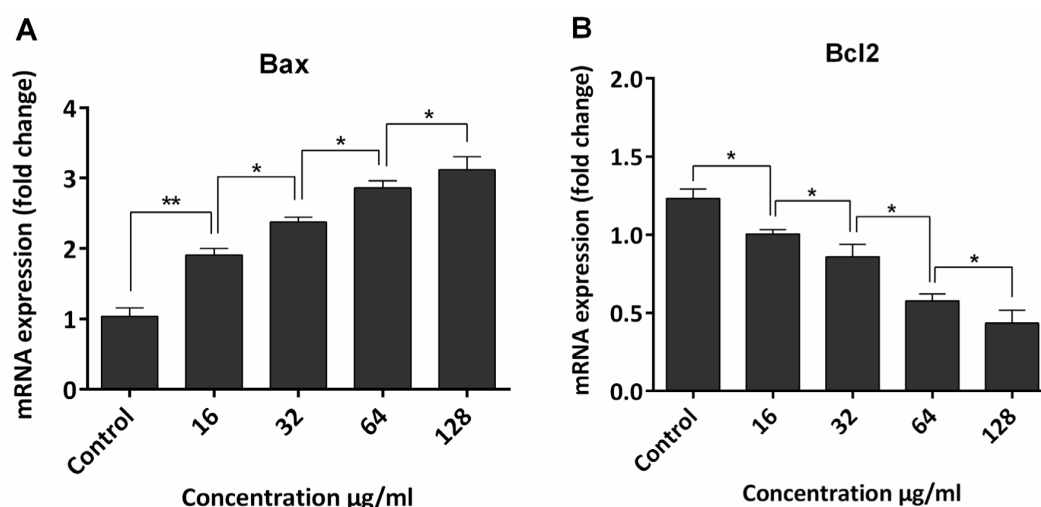 A
Bax
mRNA expression (fold change)
4
3
2
1
0
**
*
*
*
Control
16
32
64
128
Concentration µg/ml
B
Bcl2
mRNA expression (fold change)
2.0
1.5
1.0
0.5
0.0
*
*
*
*
Control
16
32
64
128
Concentration µg/ml